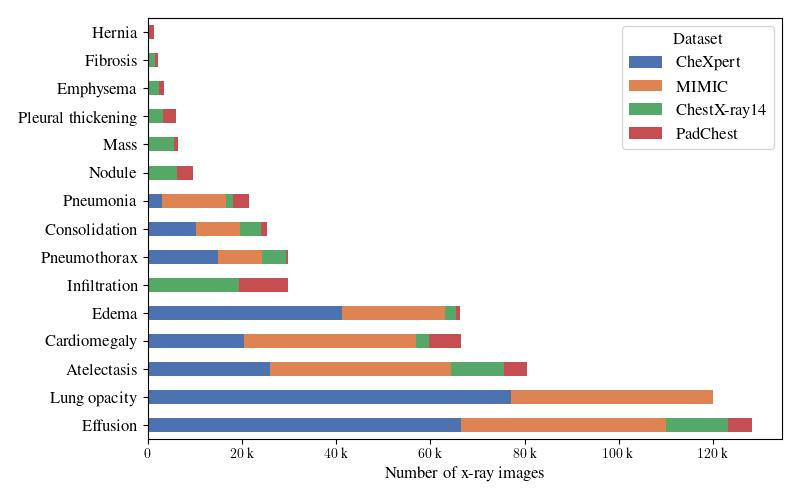 Hernia
Fibrosis
Emphysema
Pleural thickening
Mass
Nodule
Pneumonia
Consolidation
Pneumothorax
Infiltration
Edema
Cardiomegaly
Atelectasis
Lung opacity
Effusion
Dataset
CheXpert
MIMIC
ChestX-ray14
PadChest
0 20 k 40 k 60 k 80 k 100 k 120 k
Number of x-ray images